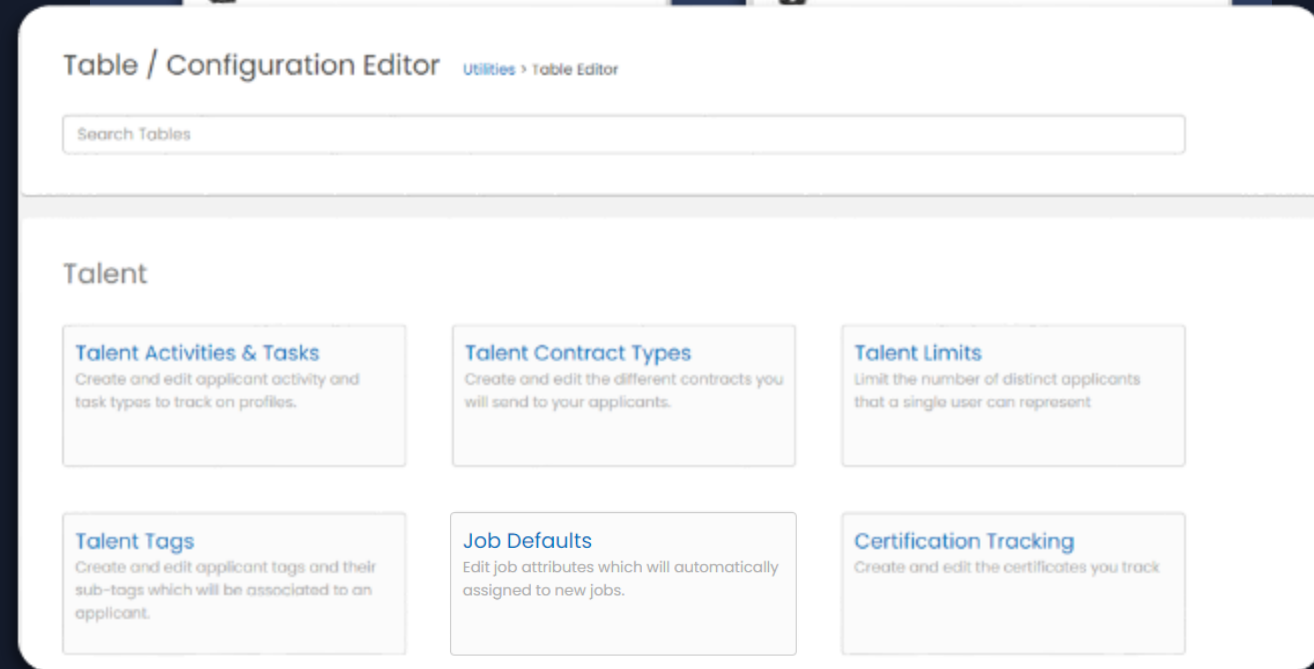 Table / Configuration Editor
Utilities > Table Editor
Search Tables
Talent
Talent Activities & Tasks
Create and edit applicant activity and
task types to track on profiles.
Talent Contract Types
Create and edit the different contracts you
will send to your applicants.
Talent Limits
Limit the number of distinct applicants
that a single user can represent
Talent Tags
Create and edit applicant tags and their
sub-tags which will be associated to an
applicant.
Job Defaults
Edit job attributes which will automatically
assigned to new jobs.
Certification Tracking
Create and edit the certificates you track